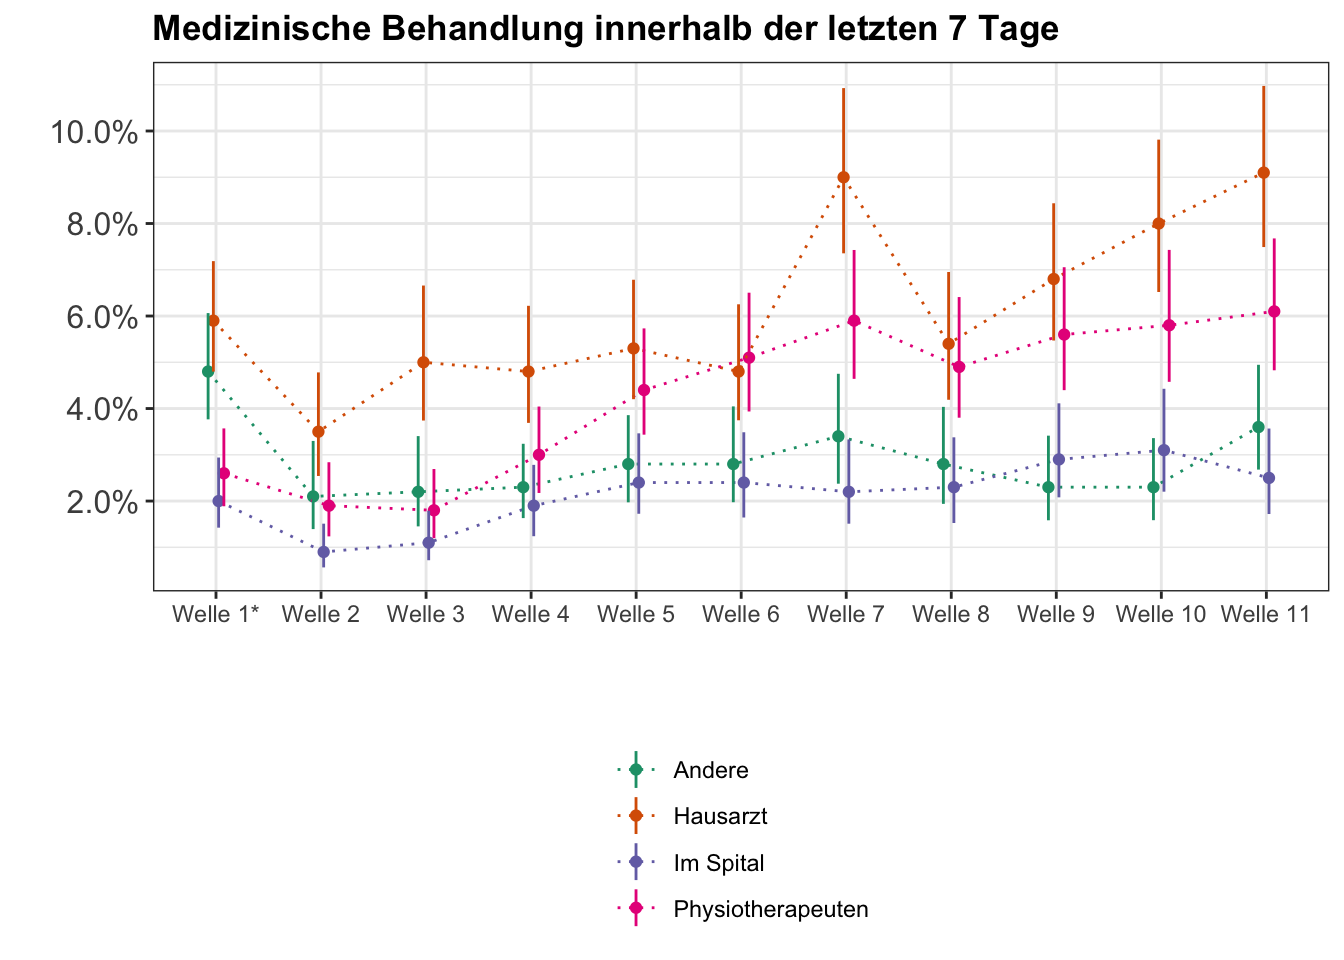 Medizinische Behandlung innerhalb der letzten 7 Tage
10.0%
8.0%
6.0%
4.0%
2.0%
Welle 1* Welle 2 Welle 3 Welle 4 Welle 5 Welle 6 Welle 7 Welle 8 Welle 9 Welle 10 Welle 11
Andere
Hausarzt
Im Spital
Physiotherapeuten